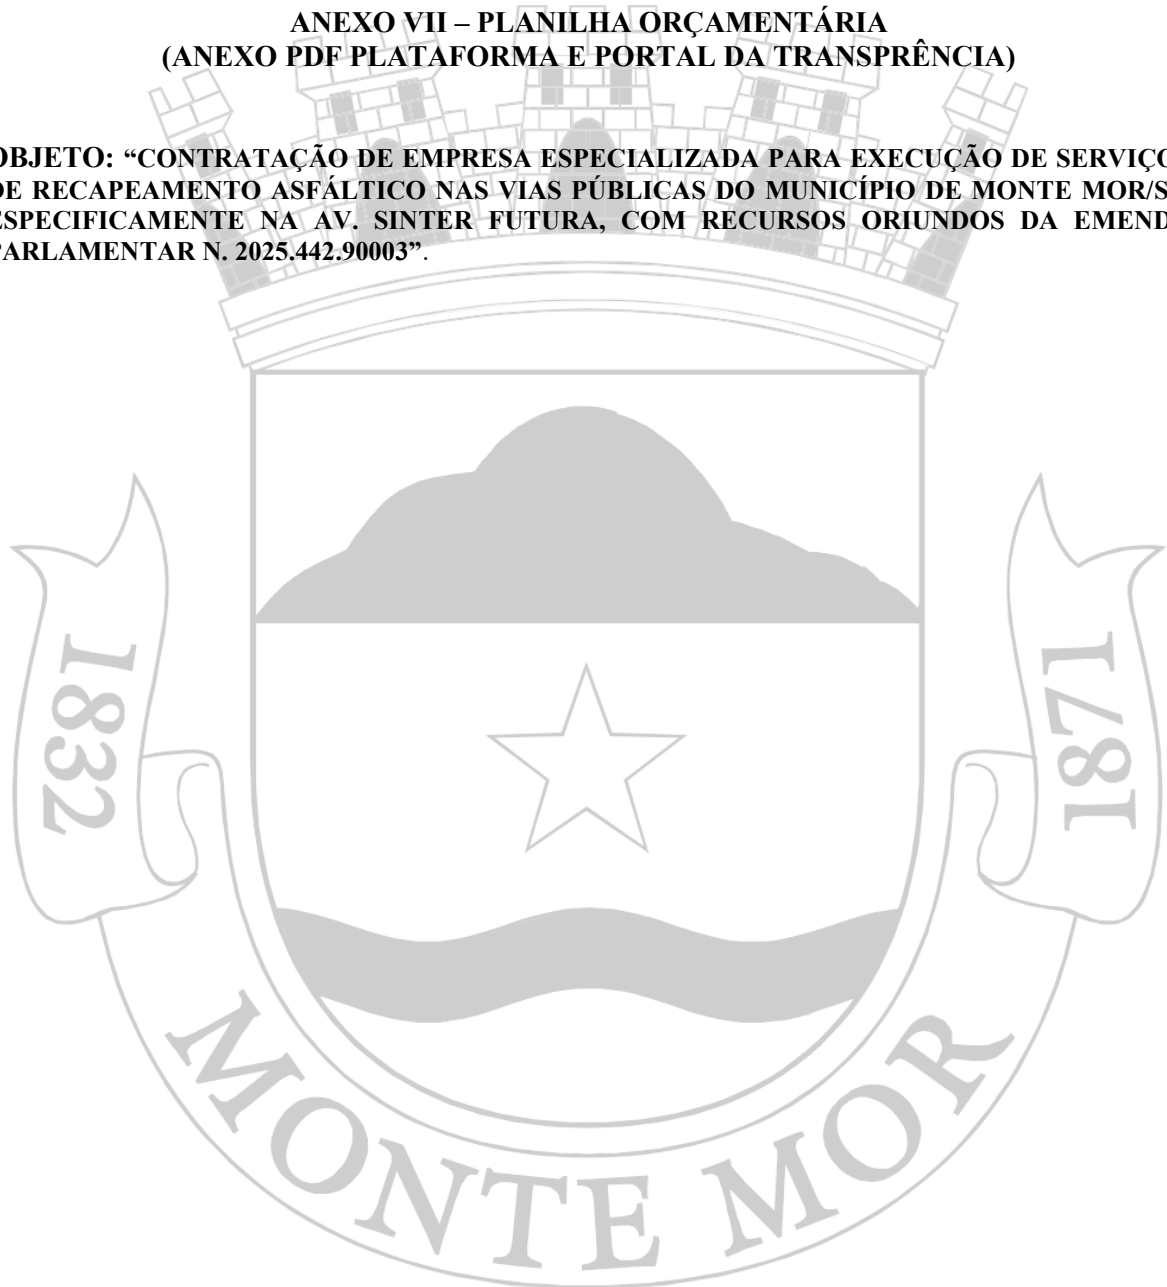 ANEXO VII – PLANILHA ORÇAMENTÁRIA
(ANEXO PDF PLATAFORMA E PORTAL DA TRANSPRÊNCIA)
OBJETO: “CONTRATAÇÃO DE EMPRESA ESPECIALIZADA PARA EXECUÇÃO DE SERVIÇO
DE RECAPEAMENTO ASFÁLTICO NAS VIAS PÚBLICAS DO MUNICÍPIO DE MONTE MOR/S
ESPECIFICAMENTE NA AV. SINTER FUTURA, COM RECURSOS ORIUNDOS DA EMEND
PARLAMENTAR N. 2025.442.90003”.
1832
1871
MONTE MOR